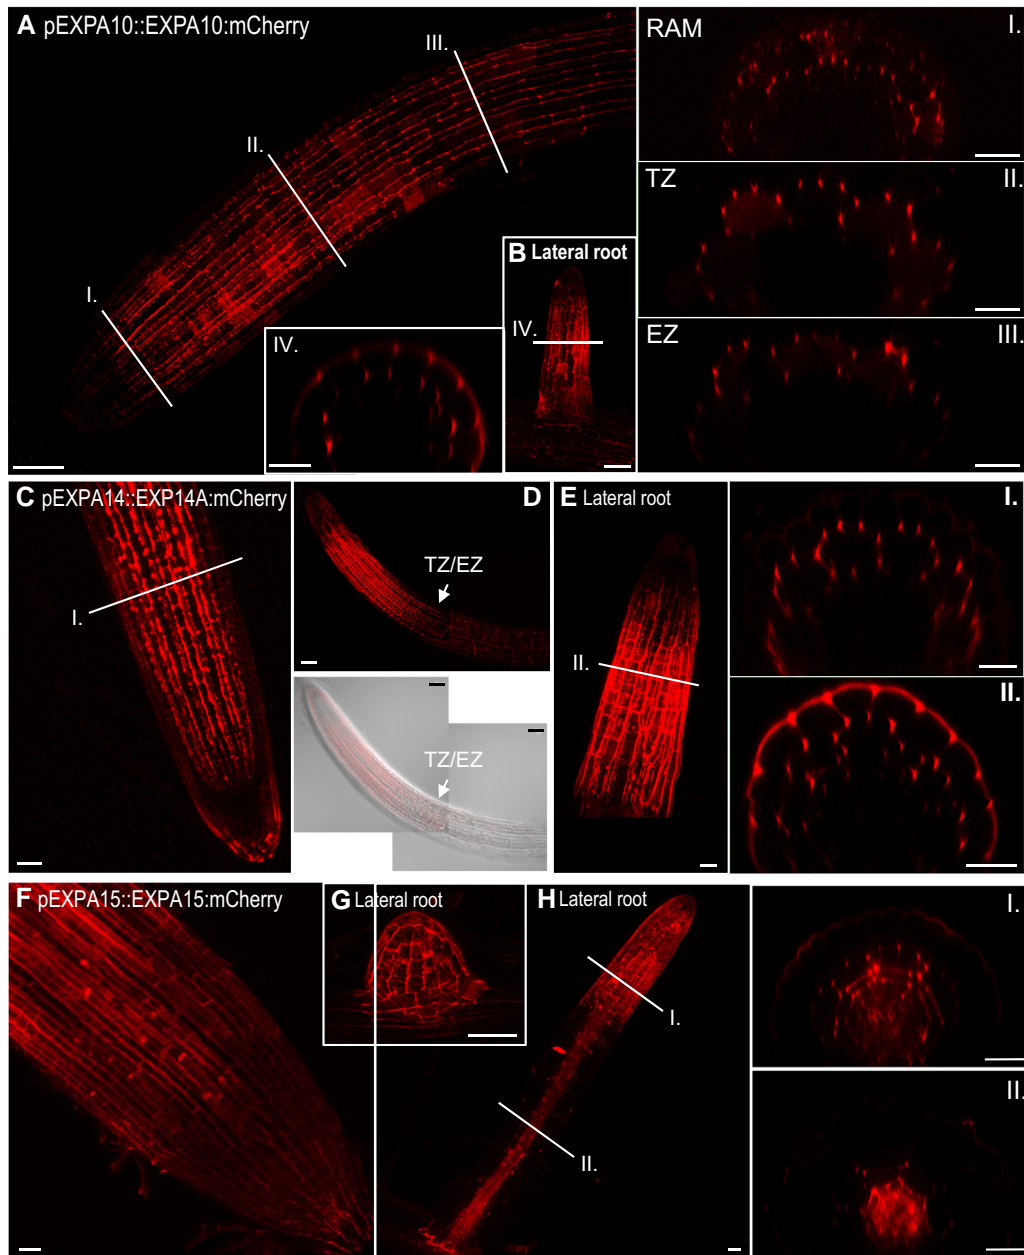 A pEXPA10::EXPA10:mCherry
I.
II.
III.
RAM I.
TZ II.
EZ III.
B Lateral root
IV.
IV.
C pEXPA14::EXP14A:mCherry
I.
D
TZ/EZ
TZ/EZ
E Lateral root
II.
I.
II.
F pEXPA15::EXPA15:mCherry
G Lateral root
H Lateral root
I.
II.
I.
II.